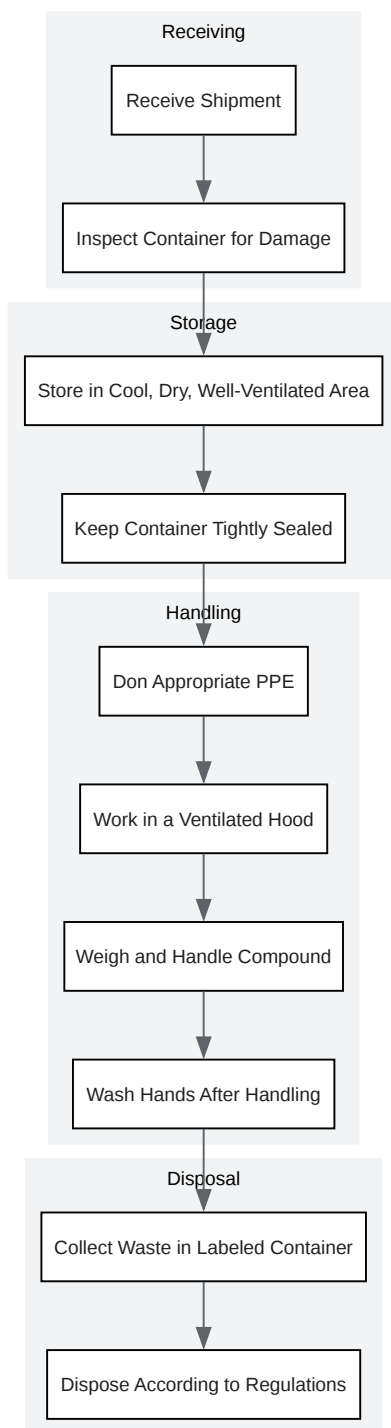 Receiving
Receive Shipment
Inspect Container for Damage
Storage
Store in Cool, Dry, Well-Ventilated Area
Keep Container Tightly Sealed
Handling
Don Appropriate PPE
Work in a Ventilated Hood
Weigh and Handle Compound
Wash Hands After Handling
Disposal
Collect Waste in Labeled Container
Dispose According to Regulations